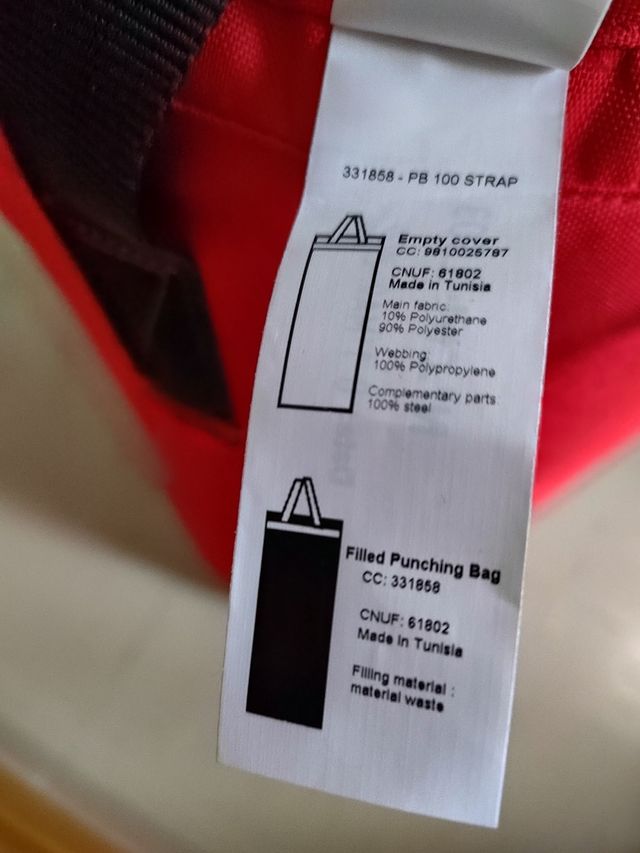 331858 - PB 100 STRAP
Empty cover
CC: 9810025787
CNUF: 61802
Made in Tunisia
Main fabric:
10% Polyurethane
90% Polyester
Webbing:
100% Polypropylene
Complementary parts:
100% steel
Filled Punching Bag
CC: 331858
CNUF: 61802
Made in Tunisia
Filling material :
material waste